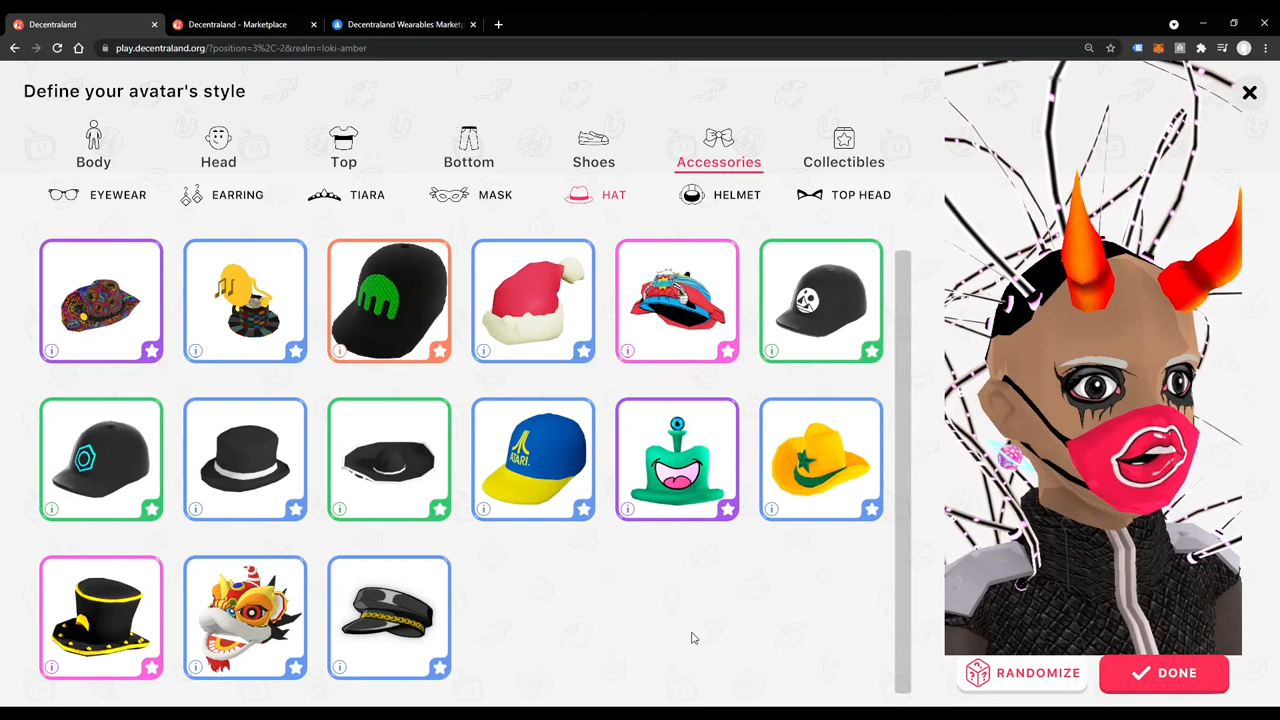 Decentraland
Decentraland - Marketplace
Decentraland Wearables Market
play.decentraland.org/?position=3%2C-2&realm=loki-amber
Define your avatar's style
Body
Head
Top
Bottom
Shoes
Accessories
Collectibles
EYEWEAR
EARRING
TIARA
MASK
HAT
HELMET
TOP HEAD
ATARI
RANDOMIZE
DONE